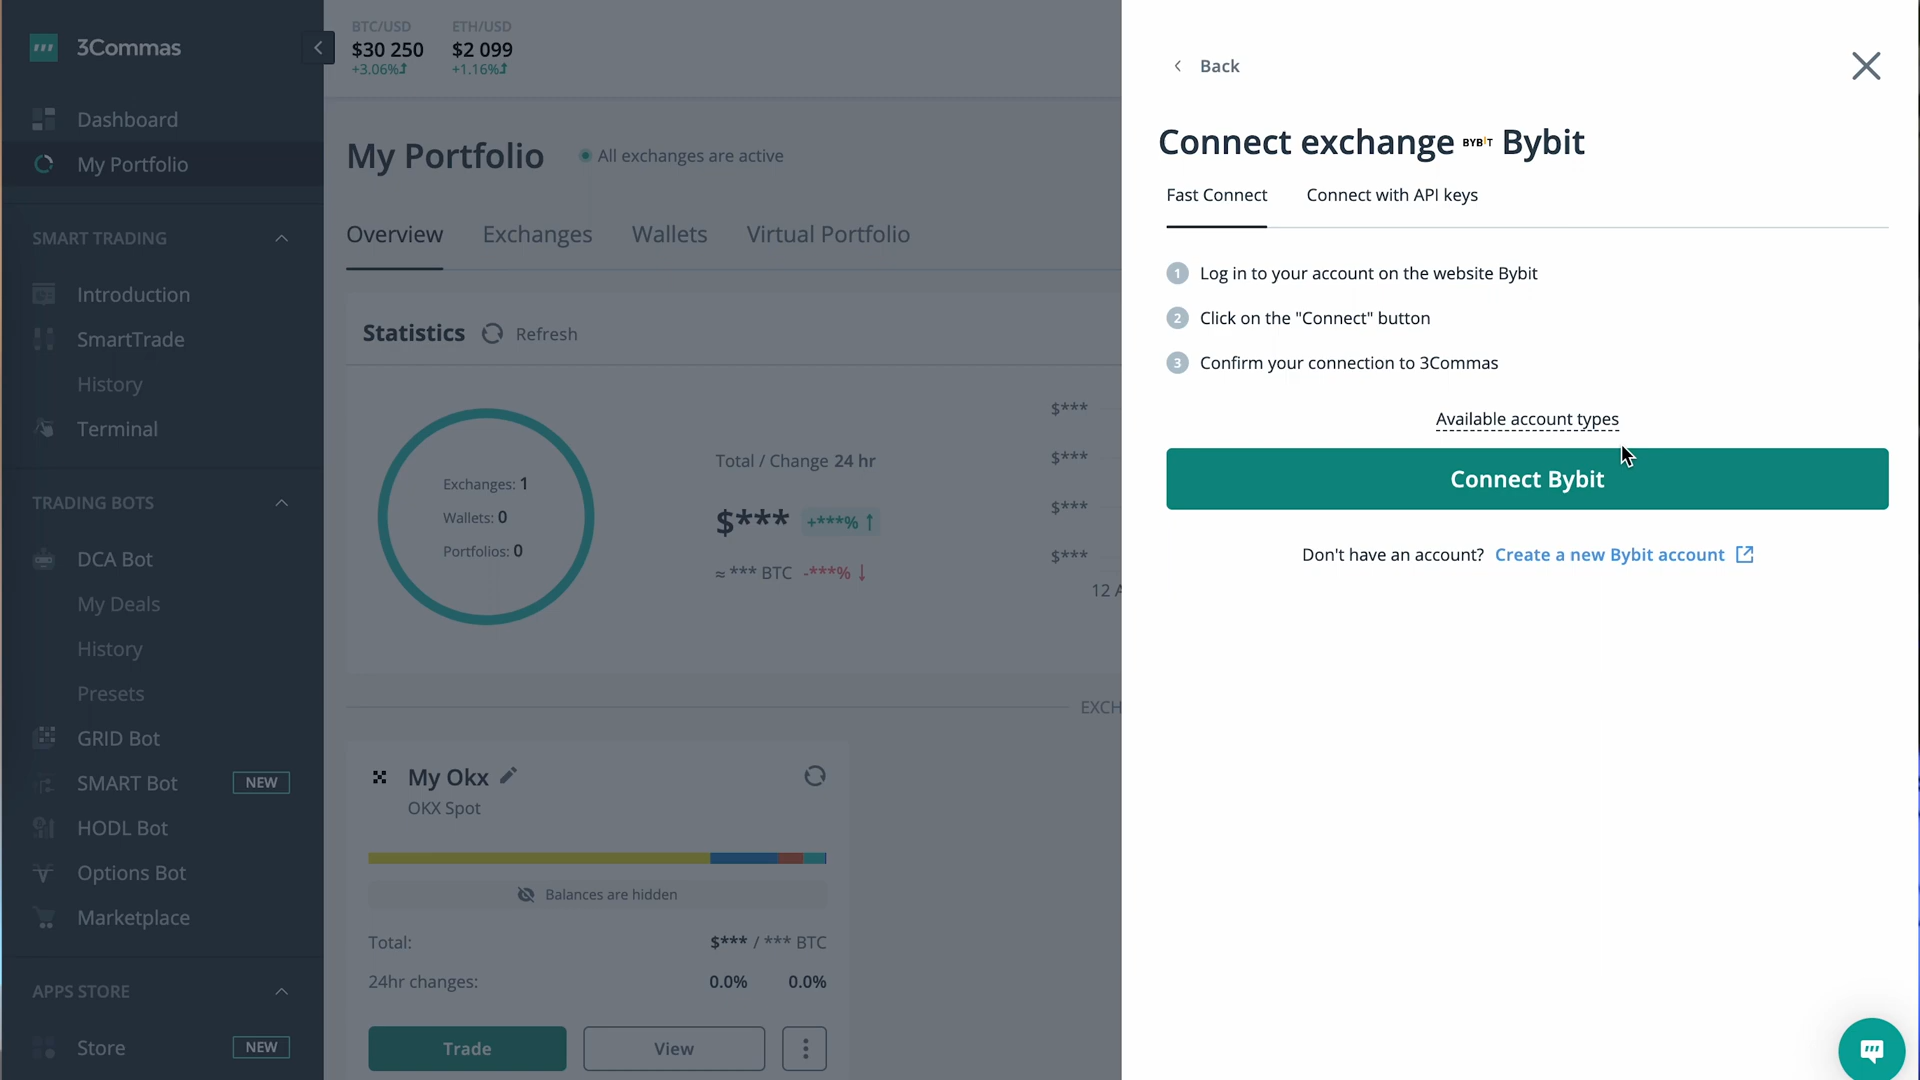 3Commas
Dashboard
My Portfolio
SMART TRADING
Introduction
SmartTrade
History
Terminal
TRADING BOTS
DCA Bot
My Deals
History
Presets
GRID Bot
SMART Bot NEW
HODL Bot
Options Bot
Marketplace
APPS STORE
Store NEW
BTC/USD
$30 250
+3.06%
ETH/USD
$2 099
+1.16%
My Portfolio
All exchanges are active
Overview Exchanges Wallets Virtual Portfolio
Statistics Refresh
Exchanges: 1
Wallets: 0
Portfolios: 0
Total / Change 24 hr
$*** +***% ↑
≈ *** BTC -***% ↓
$***
$***
$***
$***
12 A
EXCH
My Okx
OKX Spot
Balances are hidden
Total: $*** / *** BTC
24hr changes: 0.0% 0.0%
Trade View
Back
Connect exchange BYBIT Bybit
Fast Connect Connect with API keys
1 Log in to your account on the website Bybit
2 Click on the "Connect" button
3 Confirm your connection to 3Commas
Available account types
Connect Bybit
Don't have an account? Create a new Bybit account